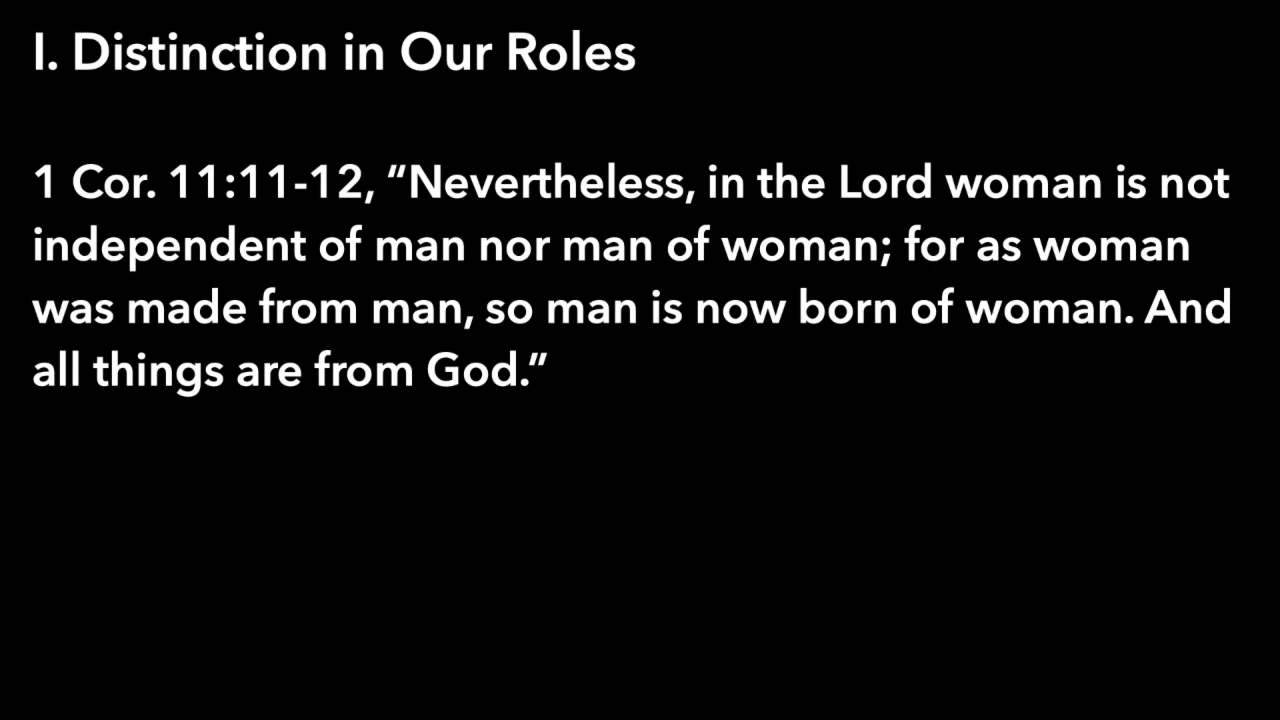 I. Distinction in Our Roles
1 Cor. 11:11-12, “Nevertheless, in the Lord woman is not
independent of man nor man of woman; for as woman
was made from man, so man is now born of woman. And
all things are from God.”